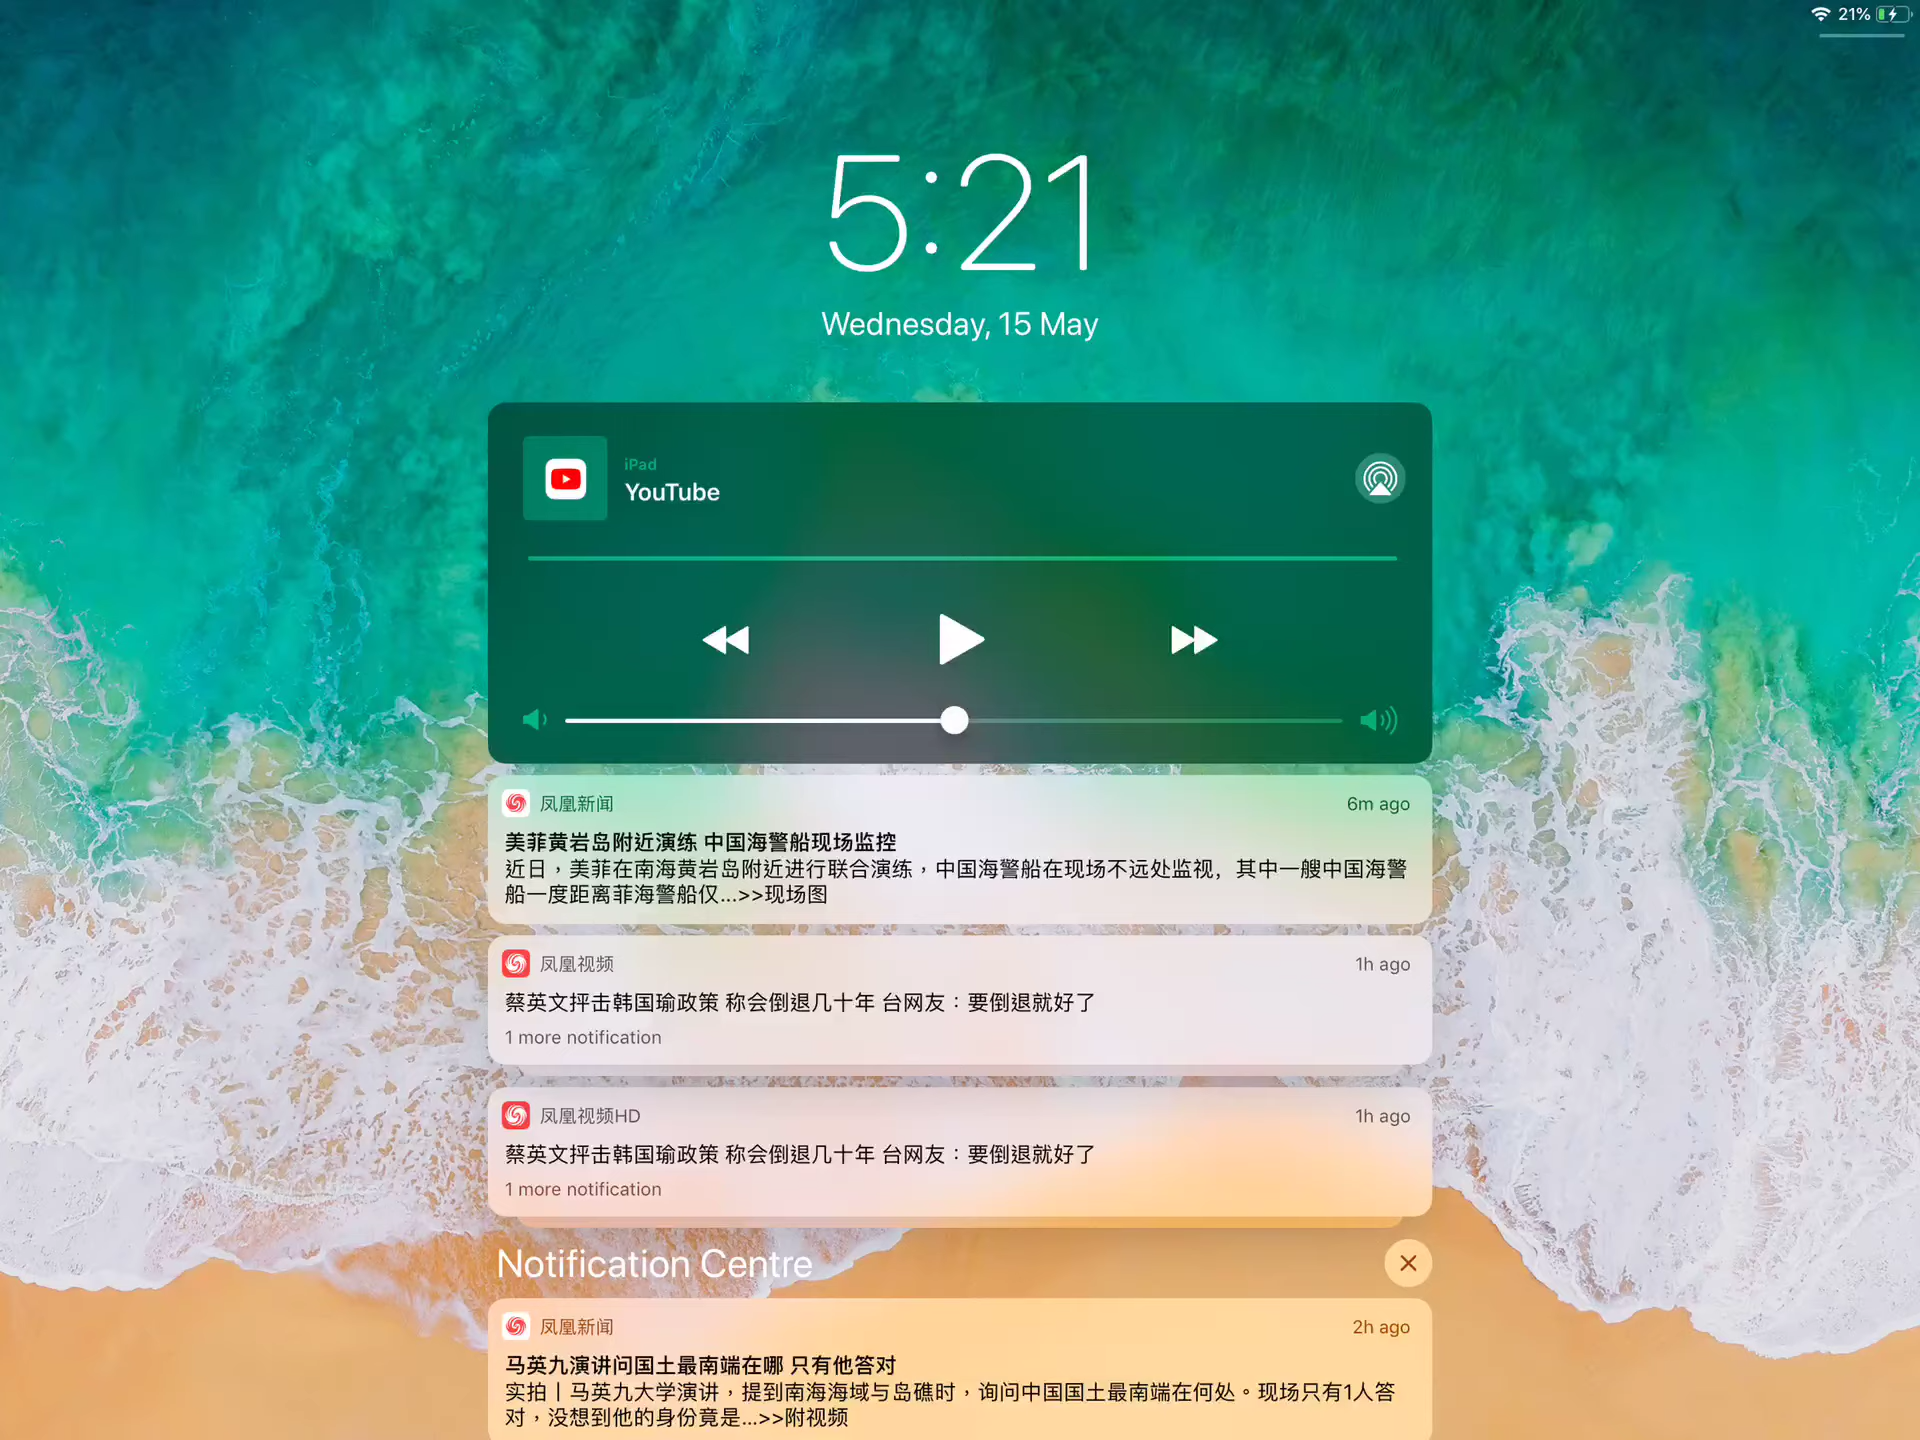 21%
5:21
Wednesday, 15 May
iPad
YouTube
凤凰新闻
6m ago
美菲黄岩岛附近演练 中国海警船现场监控
近日，美菲在南海黄岩岛附近进行联合演练，中国海警船在现场不远处监视，其中一艘中国海警
船一度距离菲海警船仅...>>现场图
凤凰视频
1h ago
蔡英文抨击韩国瑜政策 称会倒退几十年 台网友：要倒退就好了
1 more notification
凤凰视频HD
1h ago
蔡英文抨击韩国瑜政策 称会倒退几十年 台网友：要倒退就好了
1 more notification
Notification Centre
凤凰新闻
2h ago
马英九演讲问国土最南端在哪 只有他答对
实拍丨马英九大学演讲，提到南海海域与岛礁时，询问中国国土最南端在何处。现场只有1人答
对，没想到他的身份竟是...>>附视频